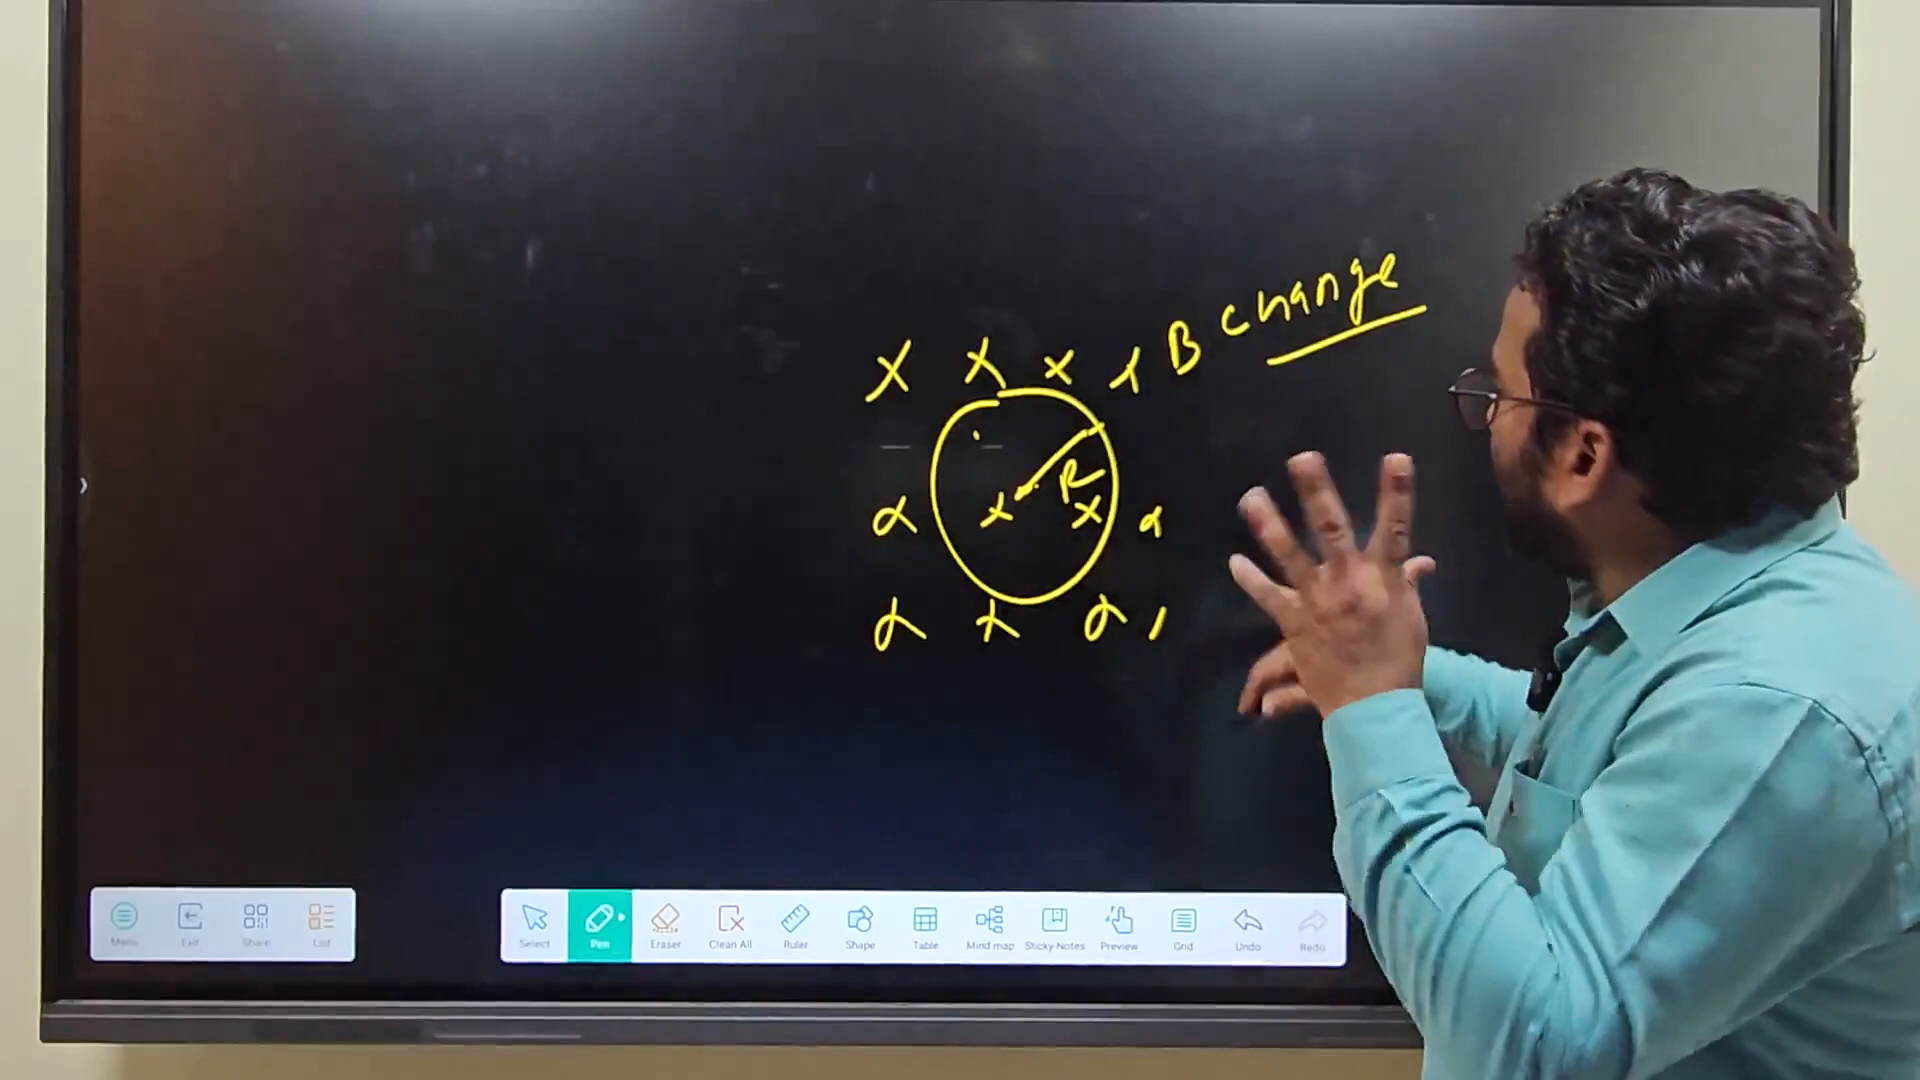 B change
x x x x
R
x x x x
x x x
Menu Exit Share List
Select Pen Eraser Clean All Ruler Shape Table Mind map Sticky-Notes Preview Grid Undo Redo